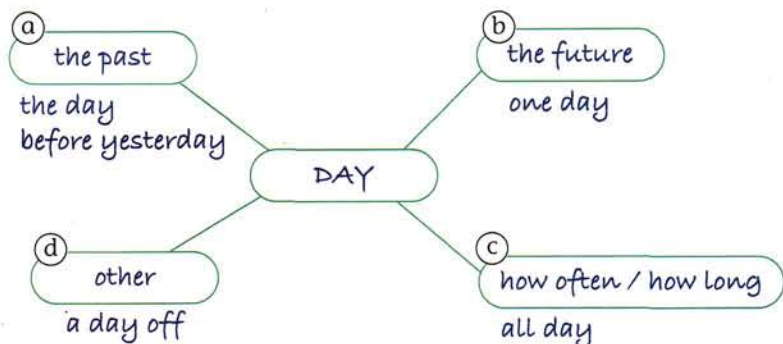 a
the past
the day
before yesterday
b
the future
one day
DAY
d
other
a day off
c
how often / how long
all day